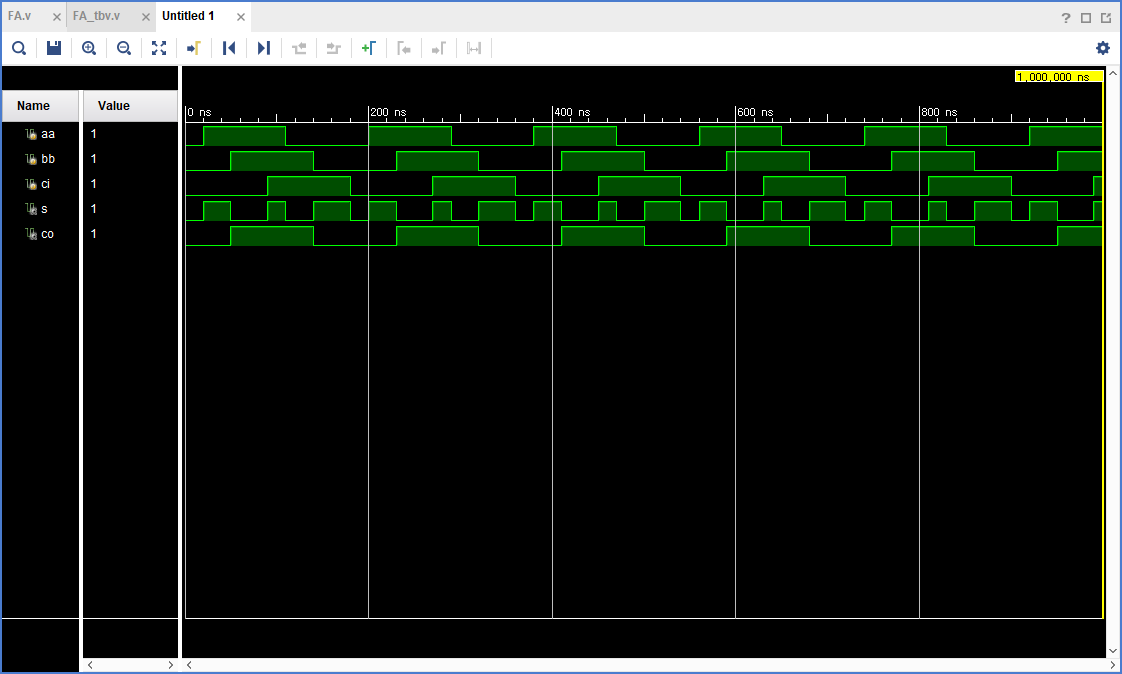 FA.v × FA_tbv.v × Untitled 1 × ?
1,000,000 ns
Name Value 0 ns 200 ns 400 ns 600 ns 800 ns
aa 1
bb 1
ci 1
s 1
co 1